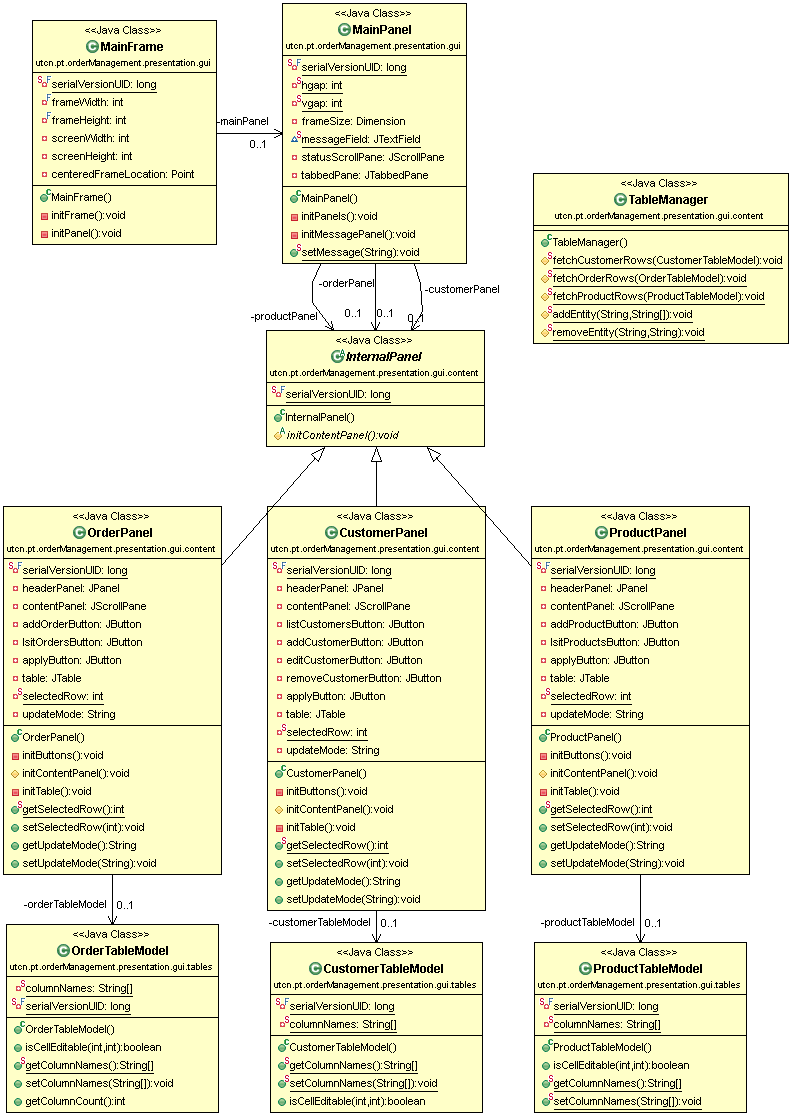 <<Java Class>>
MainFrame
utcn.pt.orderManagement.presentation.gui
serialVersionUID: long
frameWidth: int
frameHeight: int
screenWidth: int
screenHeight: int
centeredFrameLocation: Point
MainFrame()
initFrame():void
initPanel():void
-mainPanel
0..1
<<Java Class>>
MainPanel
utcn.pt.orderManagement.presentation.gui
serialVersionUID: long
hgap: int
vgap: int
frameSize: Dimension
messageField: JTextField
statusScrollPane: JScrollPane
tabbedPane: JTabbedPane
MainPanel()
initPanels():void
initMessagePanel():void
setMessage(String):void
<<Java Class>>
TableManager
utcn.pt.orderManagement.presentation.gui.content
TableManager()
fetchCustomerRows(CustomerTableModel):void
fetchOrderRows(OrderTableModel):void
fetchProductRows(ProductTableModel):void
addEntity(String,String[]):void
removeEntity(String,String):void
-orderPanel
-customerPanel
-productPanel
0..1
0..1
0..1
<<Java Class>>
InternalPanel
utcn.pt.orderManagement.presentation.gui.content
serialVersionUID: long
InternalPanel()
initContentPanel():void
<<Java Class>>
OrderPanel
utcn.pt.orderManagement.presentation.gui.content
serialVersionUID: long
headerPanel: JPanel
contentPanel: JScrollPane
addOrderButton: JButton
lsitOrdersButton: JButton
applyButton: JButton
table: JTable
selectedRow: int
updateMode: String
OrderPanel()
initButtons():void
initContentPanel():void
initTable():void
getSelectedRow():int
setSelectedRow(int):void
getUpdateMode():String
setUpdateMode(String):void
<<Java Class>>
CustomerPanel
utcn.pt.orderManagement.presentation.gui.content
serialVersionUID: long
headerPanel: JPanel
contentPanel: JScrollPane
listCustomersButton: JButton
addCustomerButton: JButton
editCustomerButton: JButton
removeCustomerButton: JButton
applyButton: JButton
table: JTable
selectedRow: int
updateMode: String
CustomerPanel()
initButtons():void
initContentPanel():void
initTable():void
getSelectedRow():int
setSelectedRow(int):void
getUpdateMode():String
setUpdateMode(String):void
<<Java Class>>
ProductPanel
utcn.pt.orderManagement.presentation.gui.content
serialVersionUID: long
headerPanel: JPanel
contentPanel: JScrollPane
addProductButton: JButton
lsitProductsButton: JButton
applyButton: JButton
table: JTable
selectedRow: int
updateMode: String
ProductPanel()
initButtons():void
initContentPanel():void
initTable():void
getSelectedRow():int
setSelectedRow(int):void
getUpdateMode():String
setUpdateMode(String):void
-orderTableModel
0..1
-customerTableModel
0..1
-productTableModel
0..1
<<Java Class>>
OrderTableModel
utcn.pt.orderManagement.presentation.gui.tables
columnNames: String[]
serialVersionUID: long
OrderTableModel()
isCellEditable(int,int):boolean
getColumnNames():String[]
setColumnNames(String[]):void
getColumnCount():int
<<Java Class>>
CustomerTableModel
utcn.pt.orderManagement.presentation.gui.tables
serialVersionUID: long
columnNames: String[]
CustomerTableModel()
getColumnNames():String[]
setColumnNames(String[]):void
isCellEditable(int,int):boolean
<<Java Class>>
ProductTableModel
utcn.pt.orderManagement.presentation.gui.tables
serialVersionUID: long
columnNames: String[]
ProductTableModel()
isCellEditable(int,int):boolean
getColumnNames():String[]
setColumnNames(String[]):void